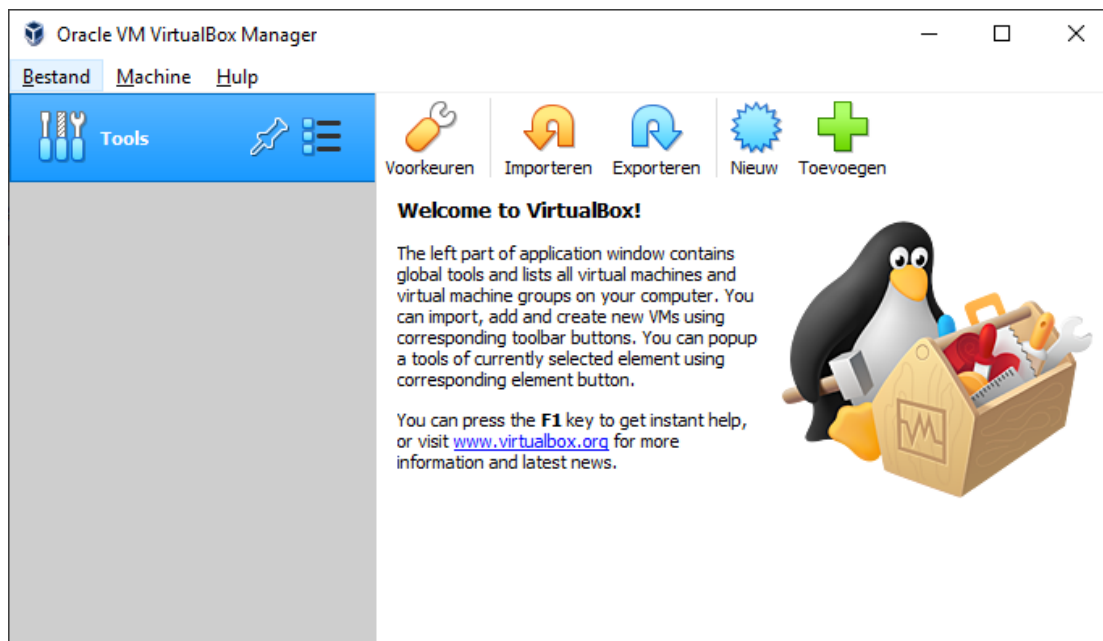 Oracle VM VirtualBox Manager
Bestand Machine Hulp
Tools
Voorkeuren Importeren Exporteren Nieuw Toevoegen
Welcome to VirtualBox!
The left part of application window contains
global tools and lists all virtual machines and
virtual machine groups on your computer. You
can import, add and create new VMs using
corresponding toolbar buttons. You can popup
a tools of currently selected element using
corresponding element button.
You can press the F1 key to get instant help,
or visit www.virtualbox.org for more
information and latest news.